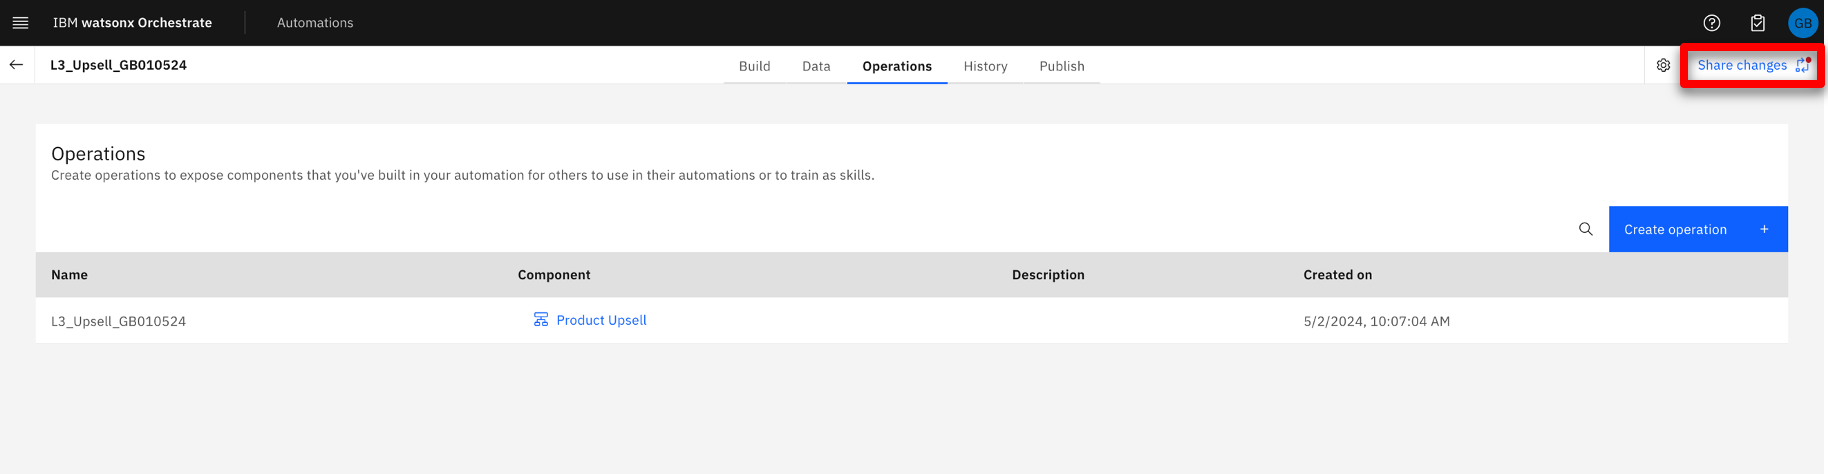 IBM watsonx Orchestrate Automations GB
L3_Upsell_GB010524 Build Data Operations History Publish Share changes
Operations
Create operations to expose components that you've built in your automation for others to use in their automations or to train as skills.
Create operation +
Name Component Description Created on
L3_Upsell_GB010524 Product Upsell 5/2/2024, 10:07:04 AM